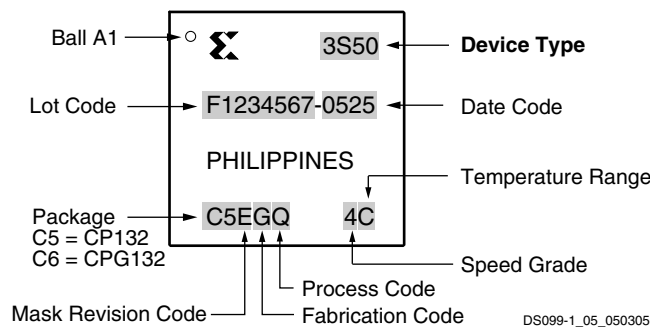 Ball A1
3S50
Device Type
Lot Code
F1234567-0525
Date Code
PHILIPPINES
Temperature Range
Package
C5 = CP132
C6 = CPG132
C5EGQ
4C
Speed Grade
Process Code
Mask Revision Code
Fabrication Code
DS099-1_05_050305